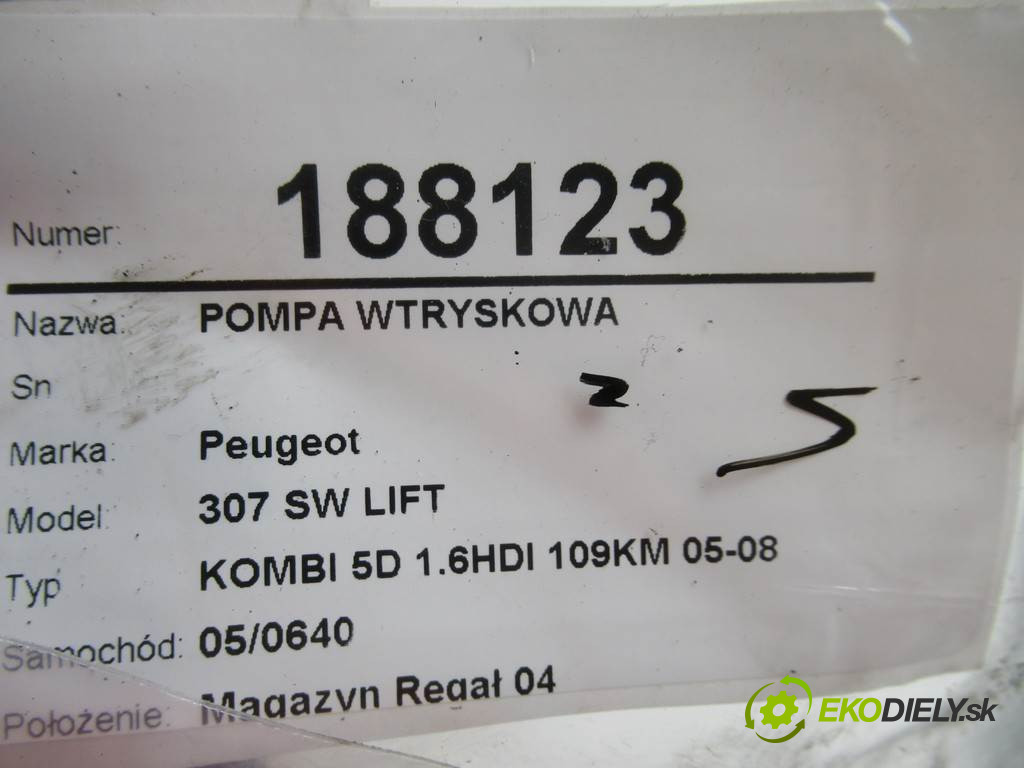 Numer: 188123
Nazwa: POMPA WTRYSKOWA
Sn
Marka: Peugeot
Model: 307 SW LIFT
Typ KOMBI 5D 1.6HDI 109KM 05-08
Samochód: 05/0640
Położenie: Magazyn Regał 04
EKODIELY.sk